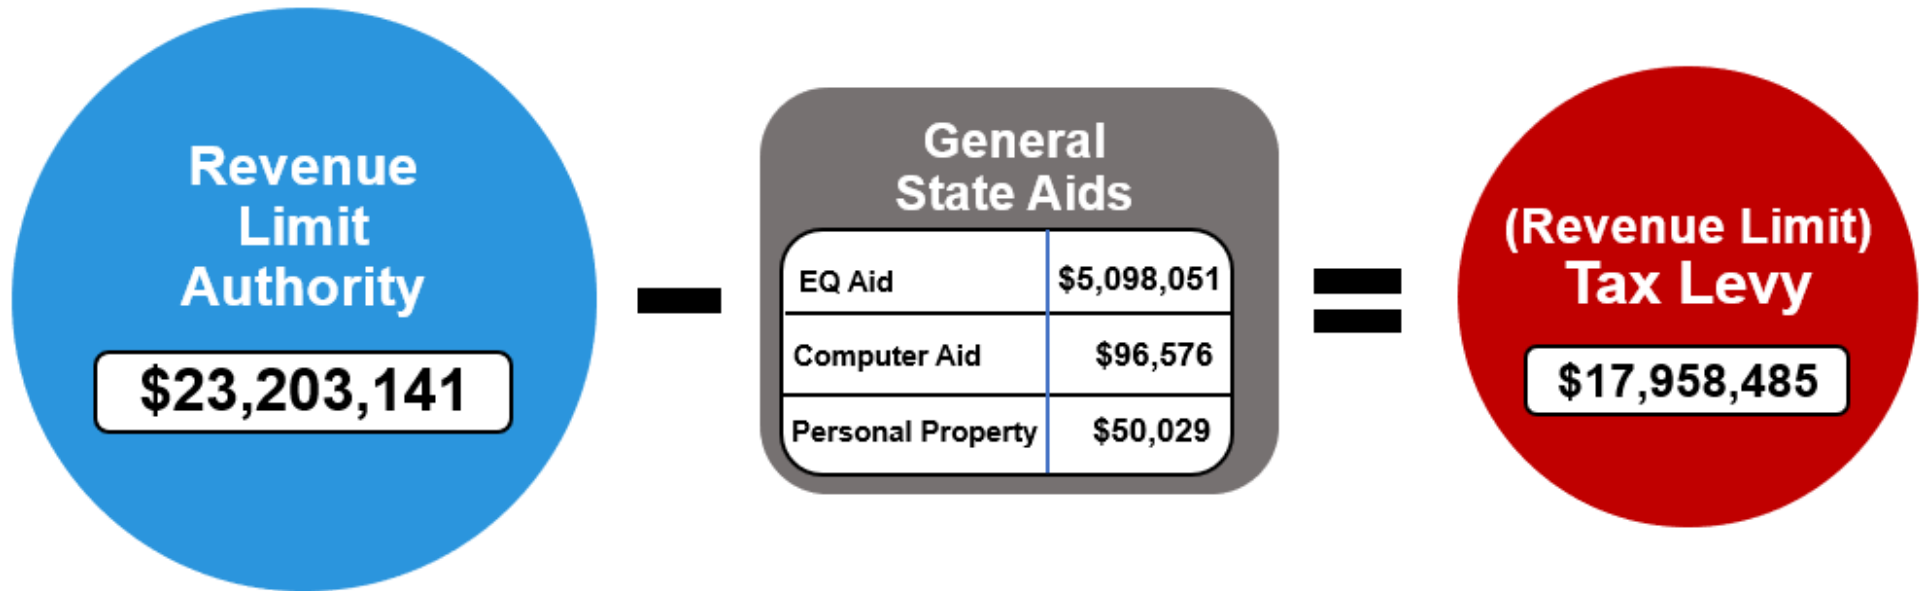 Revenue
Limit
Authority
$23,203,141
General
State Aids
EQ Aid $5,098,051
Computer Aid $96,576
Personal Property $50,029
(Revenue Limit)
Tax Levy
$17,958,485